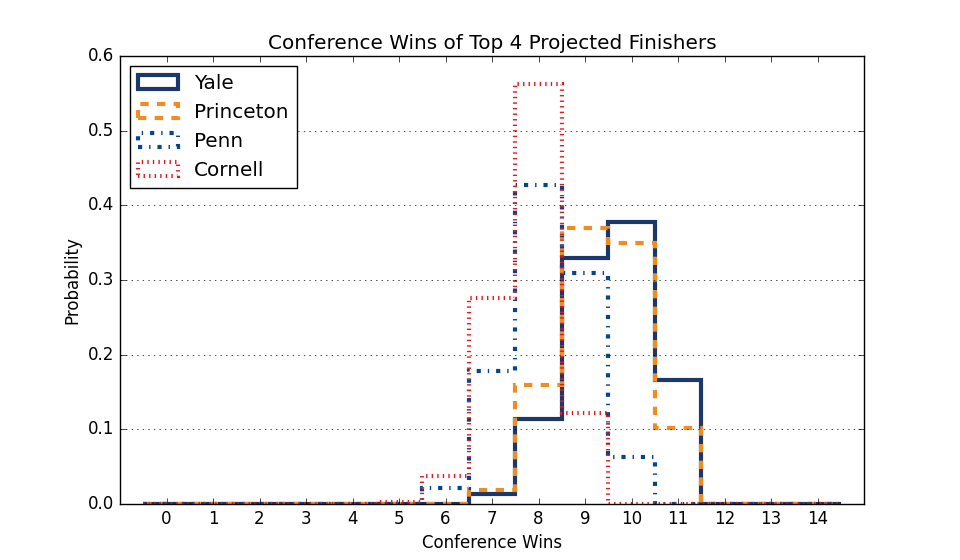 Conference Wins of Top 4 Projected Finishers
0.6
0.5
0.4
0.3
0.2
0.1
0.0
Probability
Yale
Princeton
Penn
Cornell
0 1 2 3 4 5 6 7 8 9 10 11 12 13 14
Conference Wins